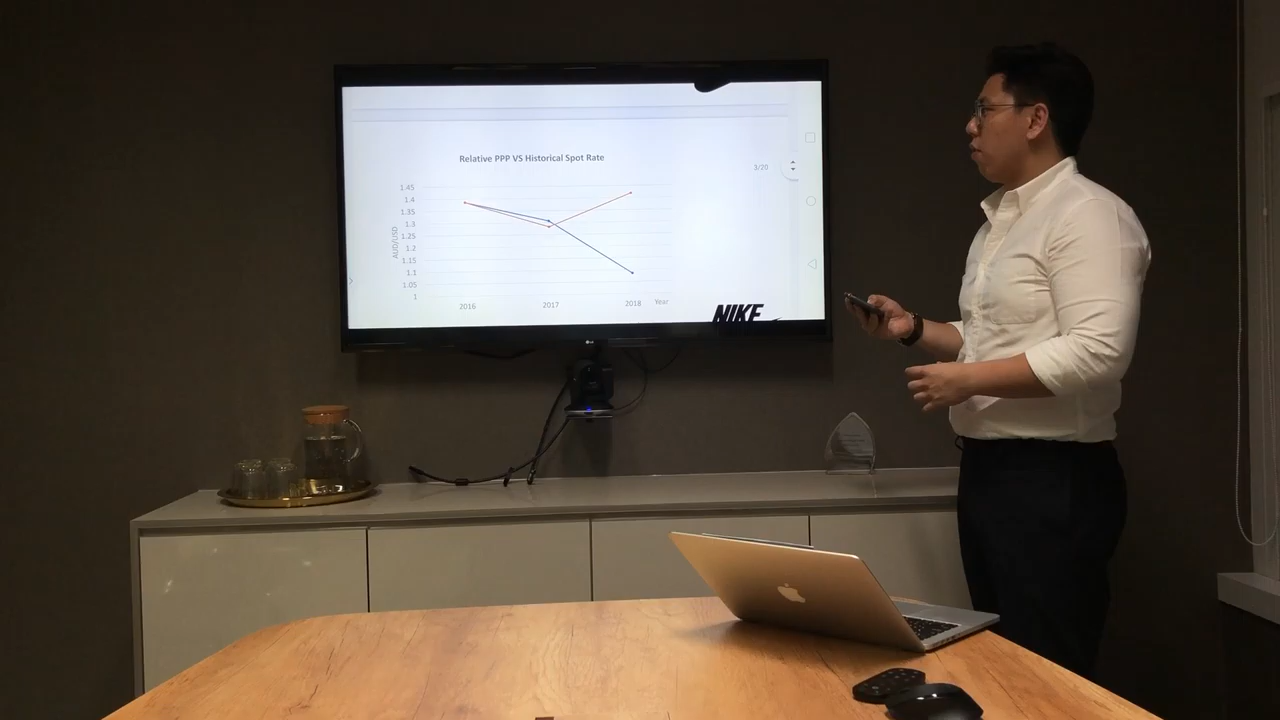 Relative PPP VS Historical Spot Rate
3/20
1.45
1.4
1.35
1.3
1.25
1.2
1.15
1.1
1.05
1
AUD/USD
2016 2017 2018 Year
NIKE
LG